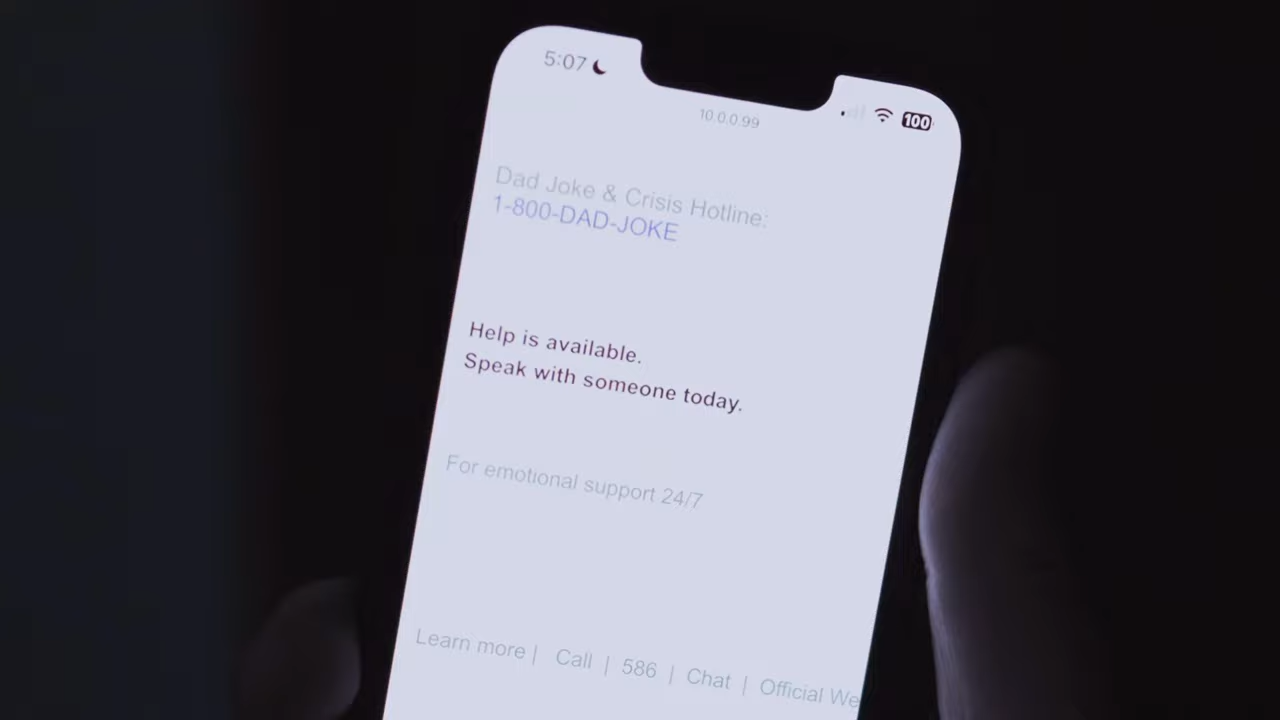 5:07
100
10.0.0.99
Dad Joke & Crisis Hotline:
1-800-DAD-JOKE
Help is available.
Speak with someone today.
For emotional support 24/7
Learn more | Call | 586 | Chat | Official We